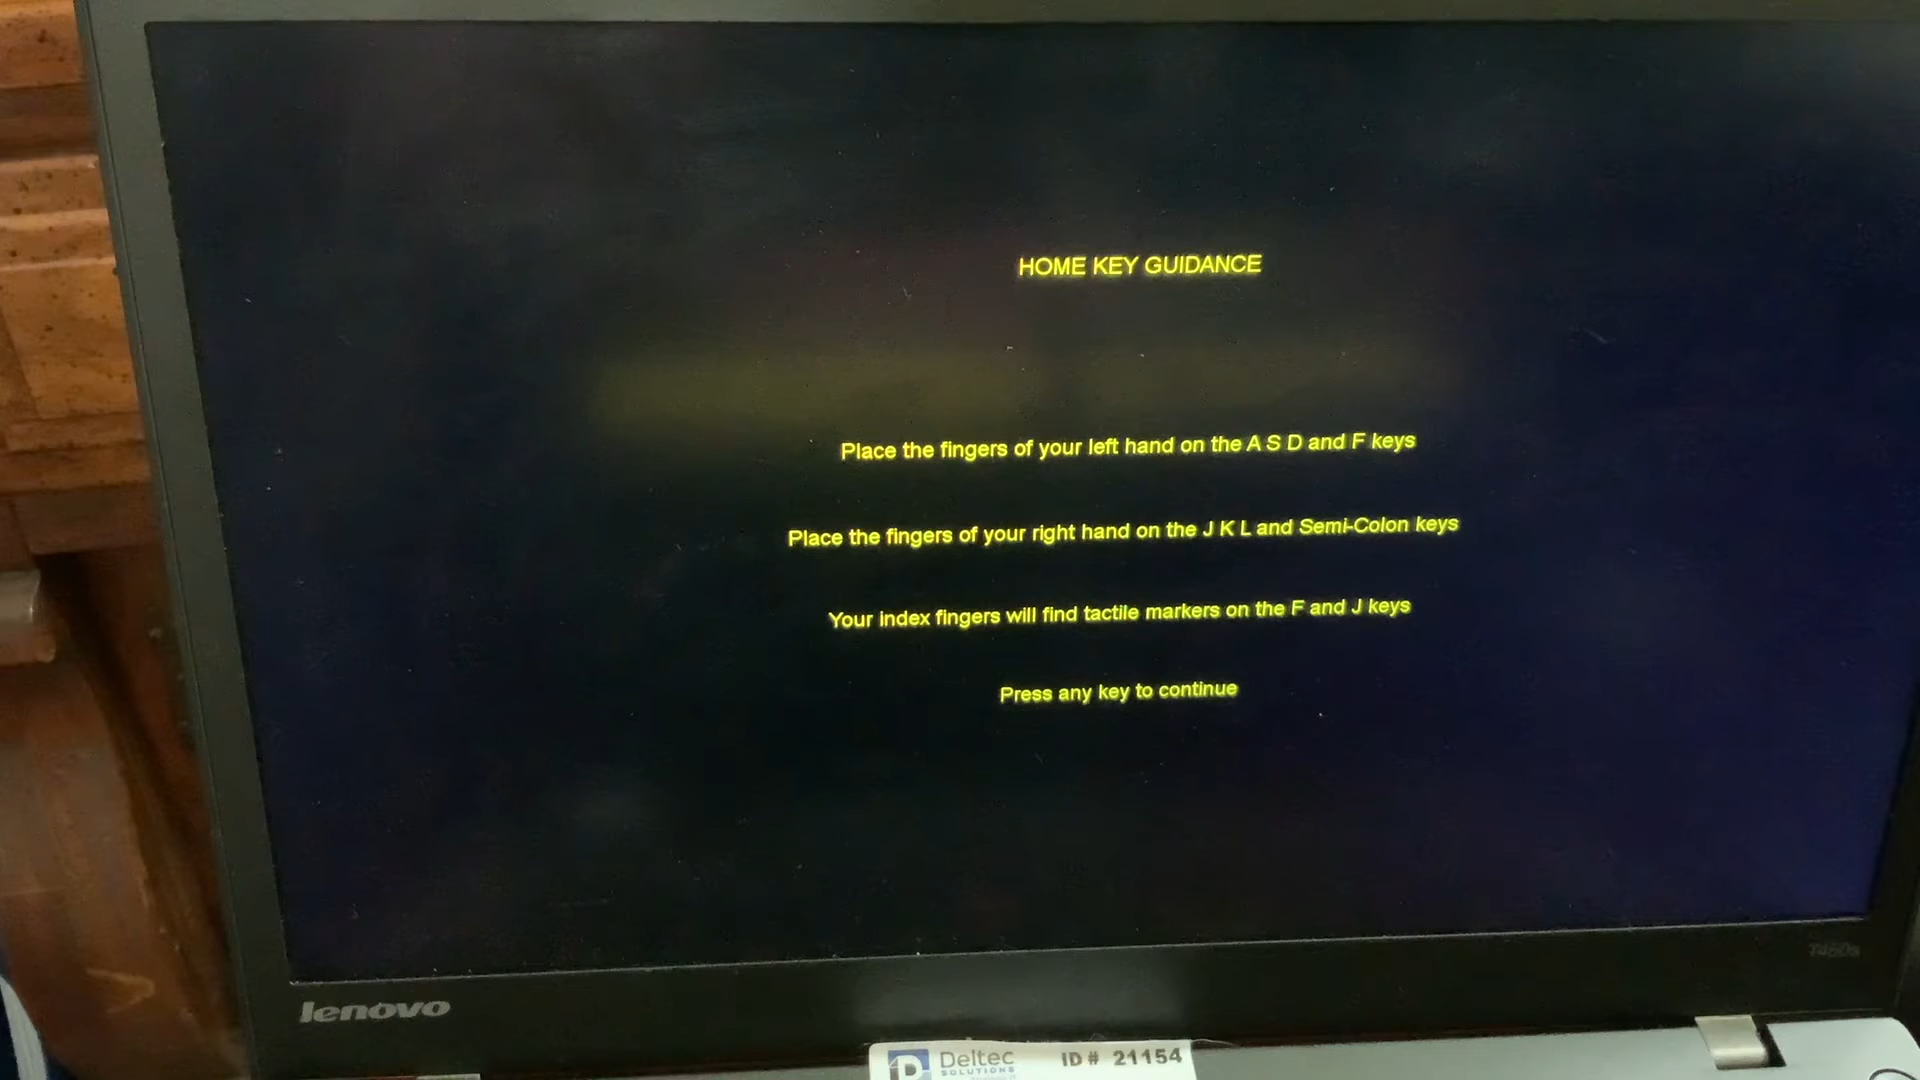 HOME KEY GUIDANCE
Place the fingers of your left hand on the A S D and F keys
Place the fingers of your right hand on the J K L and Semi-Colon keys
Your index fingers will find tactile markers on the F and J keys
Press any key to continue
T450s
lenovo
Deltec
SOLUTIONS
ID # 21154